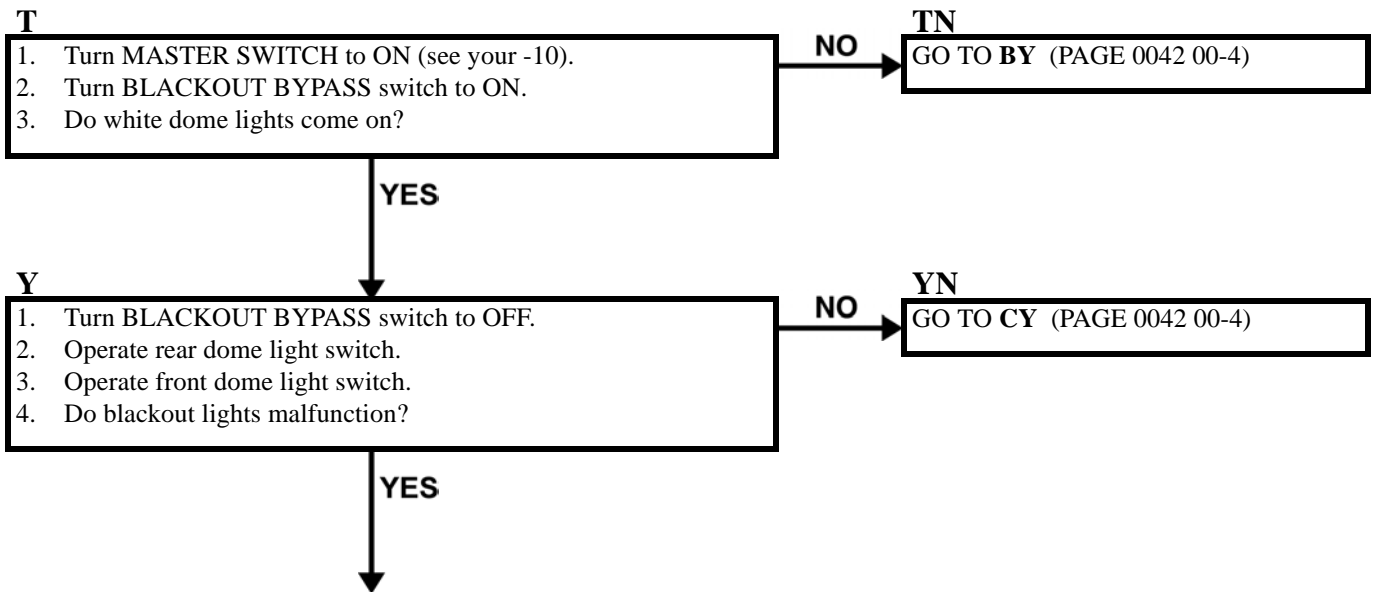 T
1. Turn MASTER SWITCH to ON (see your -10).
2. Turn BLACKOUT BYPASS switch to ON.
3. Do white dome lights come on?
NO
TN
GO TO BY (PAGE 0042 00-4)
YES
Y
1. Turn BLACKOUT BYPASS switch to OFF.
2. Operate rear dome light switch.
3. Operate front dome light switch.
4. Do blackout lights malfunction?
NO
YN
GO TO CY (PAGE 0042 00-4)
YES